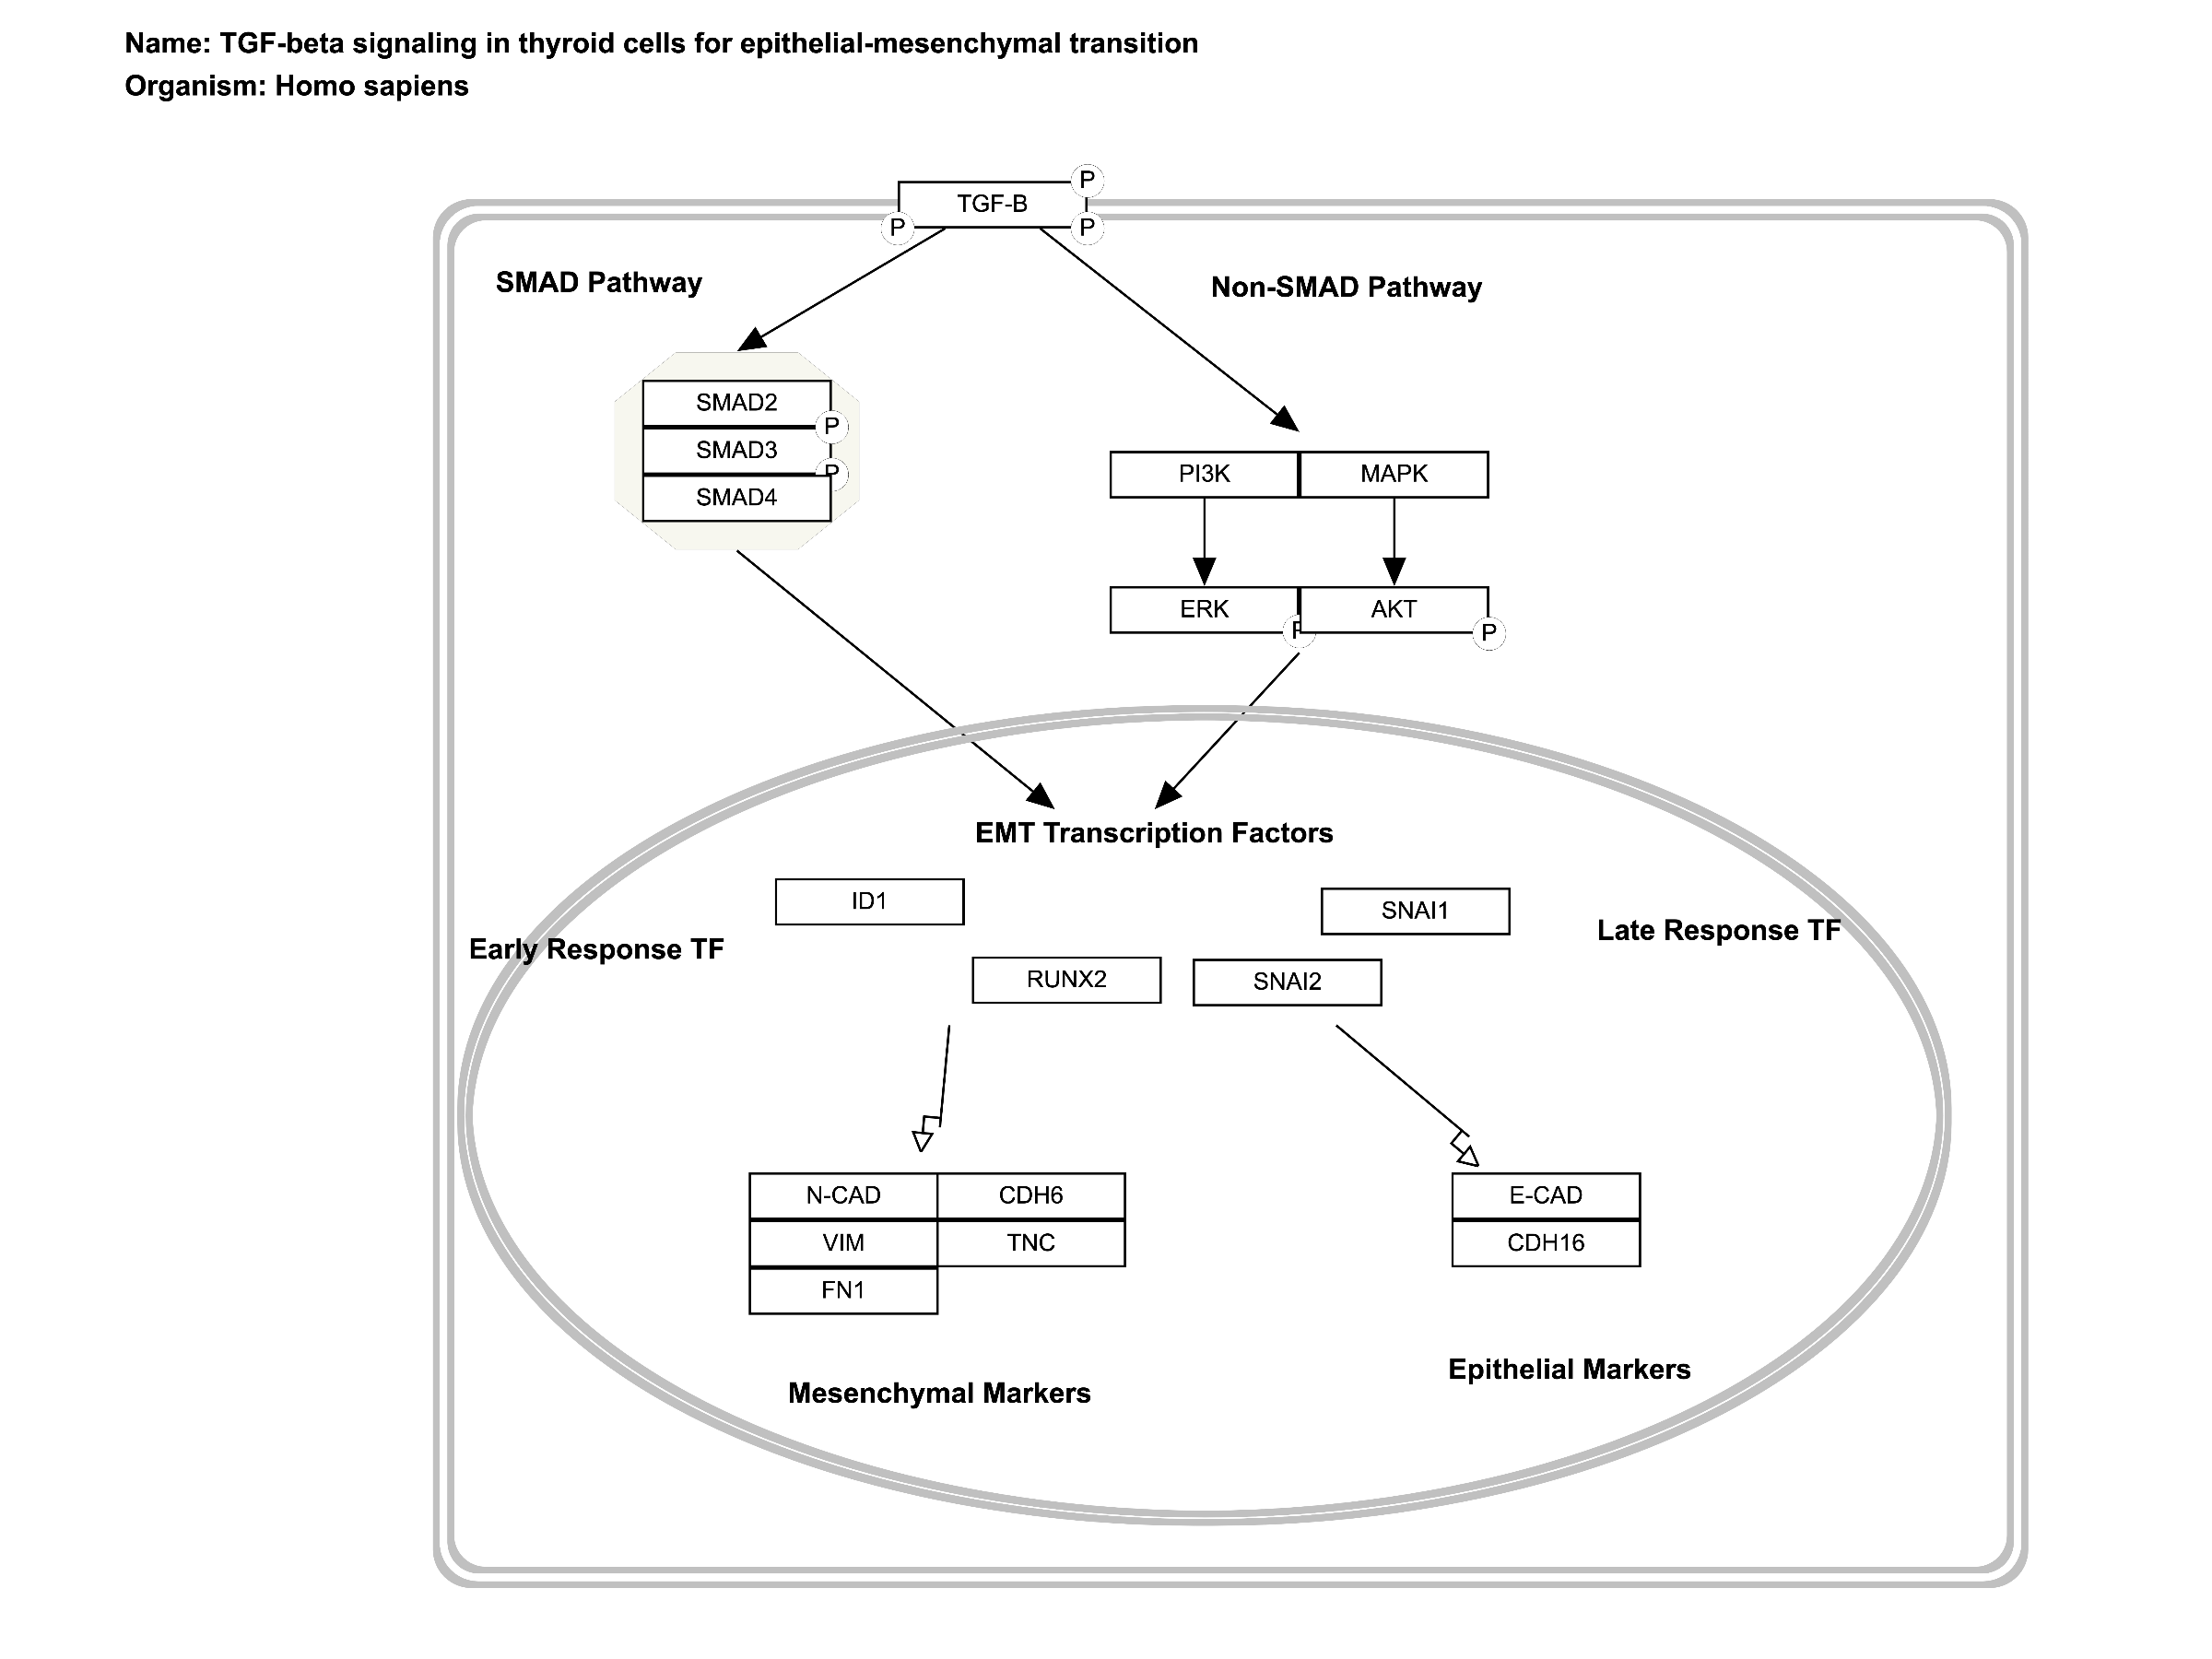 Name: TGF-beta signaling in thyroid cells for epithelial-mesenchymal transition
Organism: Homo sapiens
P
TGF-B
P
P
SMAD Pathway
Non-SMAD Pathway
SMAD2
P
SMAD3
P
SMAD4
PI3K
MAPK
ERK
P
AKT
P
EMT Transcription Factors
ID1
SNAI1
Early Response TF
Late Response TF
RUNX2
SNAI2
N-CAD
CDH6
E-CAD
VIM
TNC
CDH16
FN1
Epithelial Markers
Mesenchymal Markers